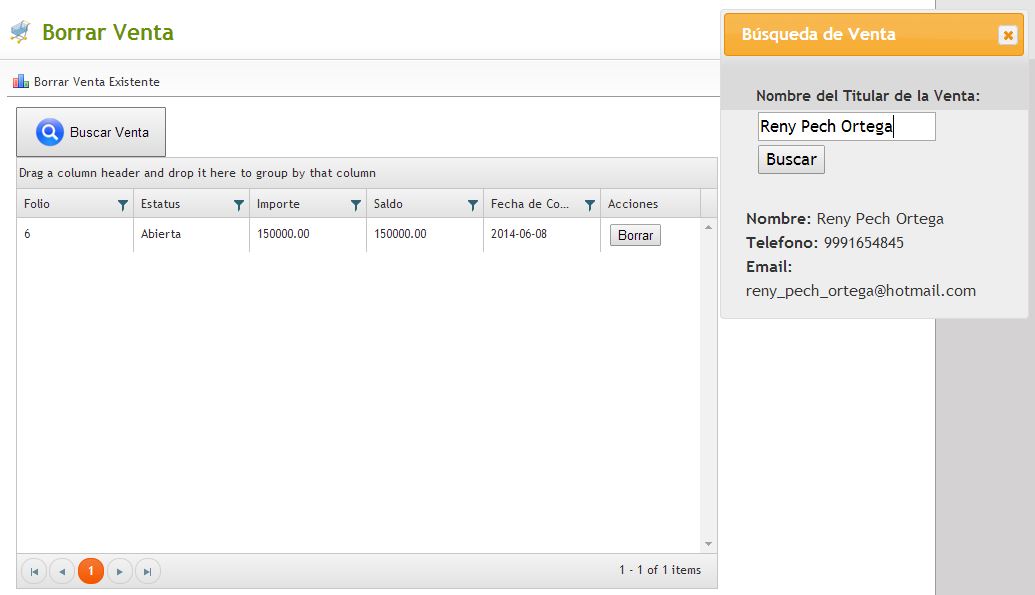 Borrar Venta
Borrar Venta Existente
Buscar Venta
Drag a column header and drop it here to group by that column
Folio Estatus Importe Saldo Fecha de Co... Acciones
6 Abierta 150000.00 150000.00 2014-06-08 Borrar
1 1 - 1 of 1 items
Búsqueda de Venta
Nombre del Titular de la Venta:
Reny Pech Ortega
Buscar
Nombre: Reny Pech Ortega
Telefono: 9991654845
Email:
reny_pech_ortega@hotmail.com